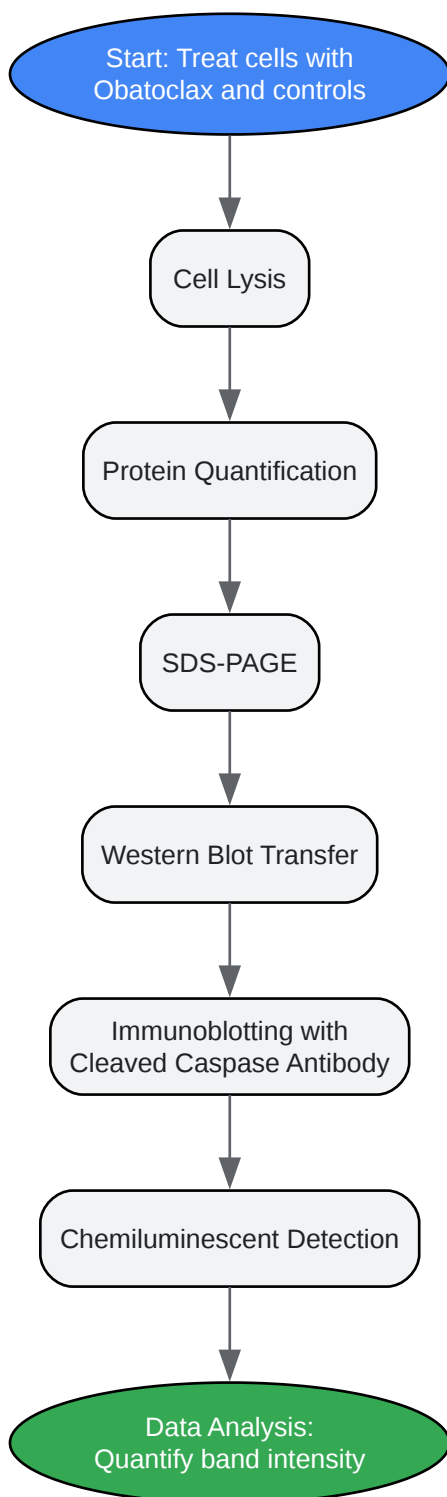 Start: Treat cells with
Obatoclax and controls
Cell Lysis
Protein Quantification
SDS-PAGE
Western Blot Transfer
Immunoblotting with
Cleaved Caspase Antibody
Chemiluminescent Detection
Data Analysis:
Quantify band intensity